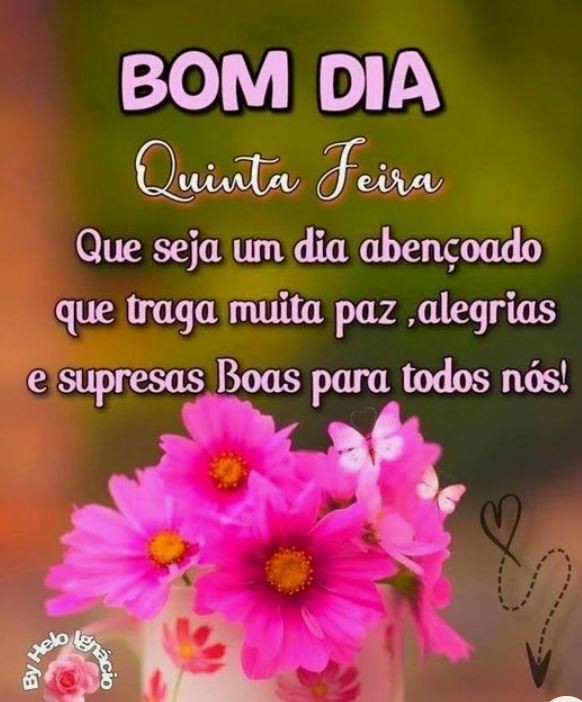 BOM DIA
Quinta Feira
Que seja um dia abençoado
que traga muita paz ,alegrias
e supresas Boas para todos nós!
By Helo Ignácio